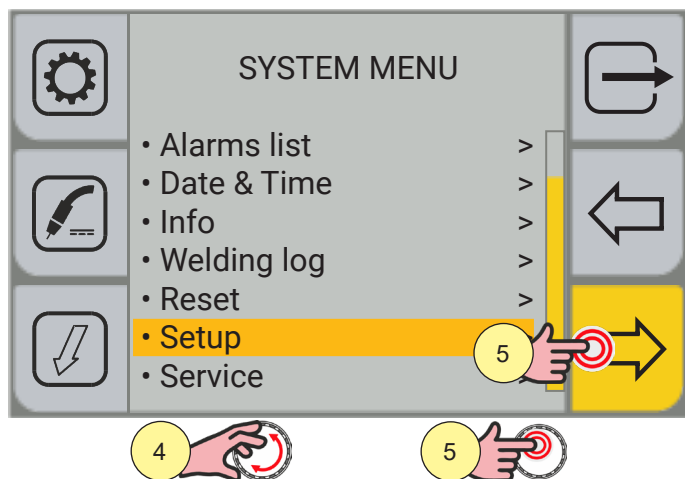 SYSTEM MENU
• Alarms list >
• Date & Time >
• Info >
• Welding log >
• Reset >
• Setup
5
• Service >
4
5